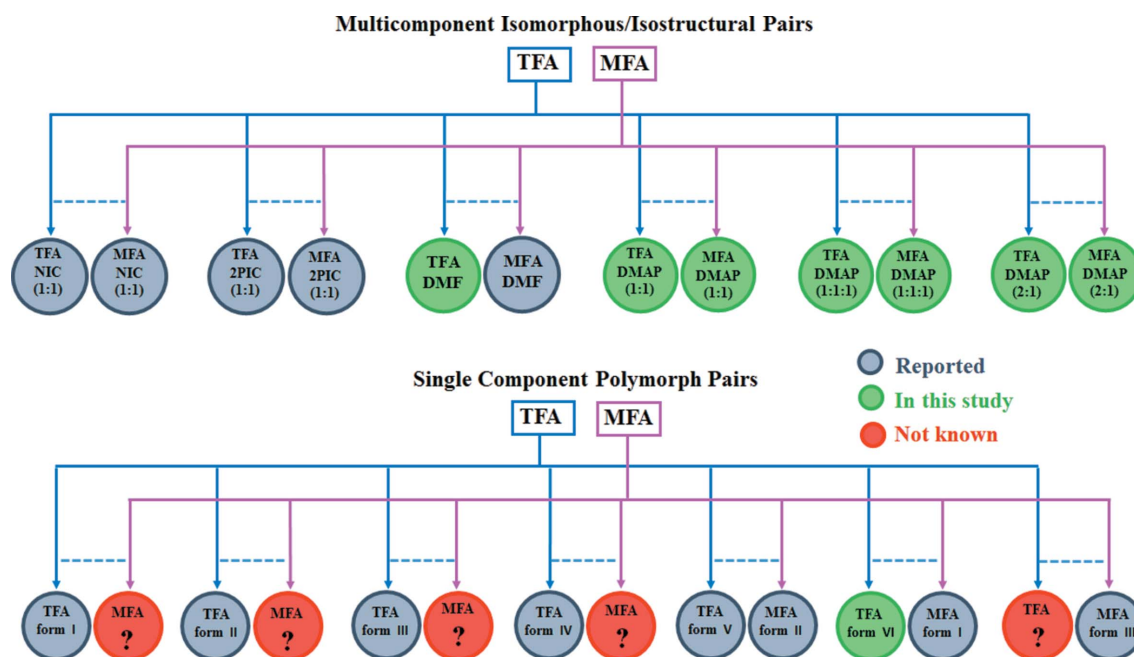 Multicomponent Isomorphous/Isostructural Pairs
TFA
MFA
TFA
NIC
(1:1)
MFA
NIC
(1:1)
TFA
2PIC
(1:1)
MFA
2PIC
(1:1)
TFA
DMF
MFA
DMF
TFA
DMAP
(1:1)
MFA
DMAP
(1:1)
TFA
DMAP
(1:1:1)
MFA
DMAP
(1:1:1)
TFA
DMAP
(2:1)
MFA
DMAP
(2:1)
Reported
In this study
Not known
Single Component Polymorph Pairs
TFA
MFA
TFA
form I
MFA
?
TFA
form II
MFA
?
TFA
form III
MFA
?
TFA
form IV
MFA
?
TFA
form V
MFA
form II
TFA
form VI
MFA
form I
TFA
?
MFA
form III